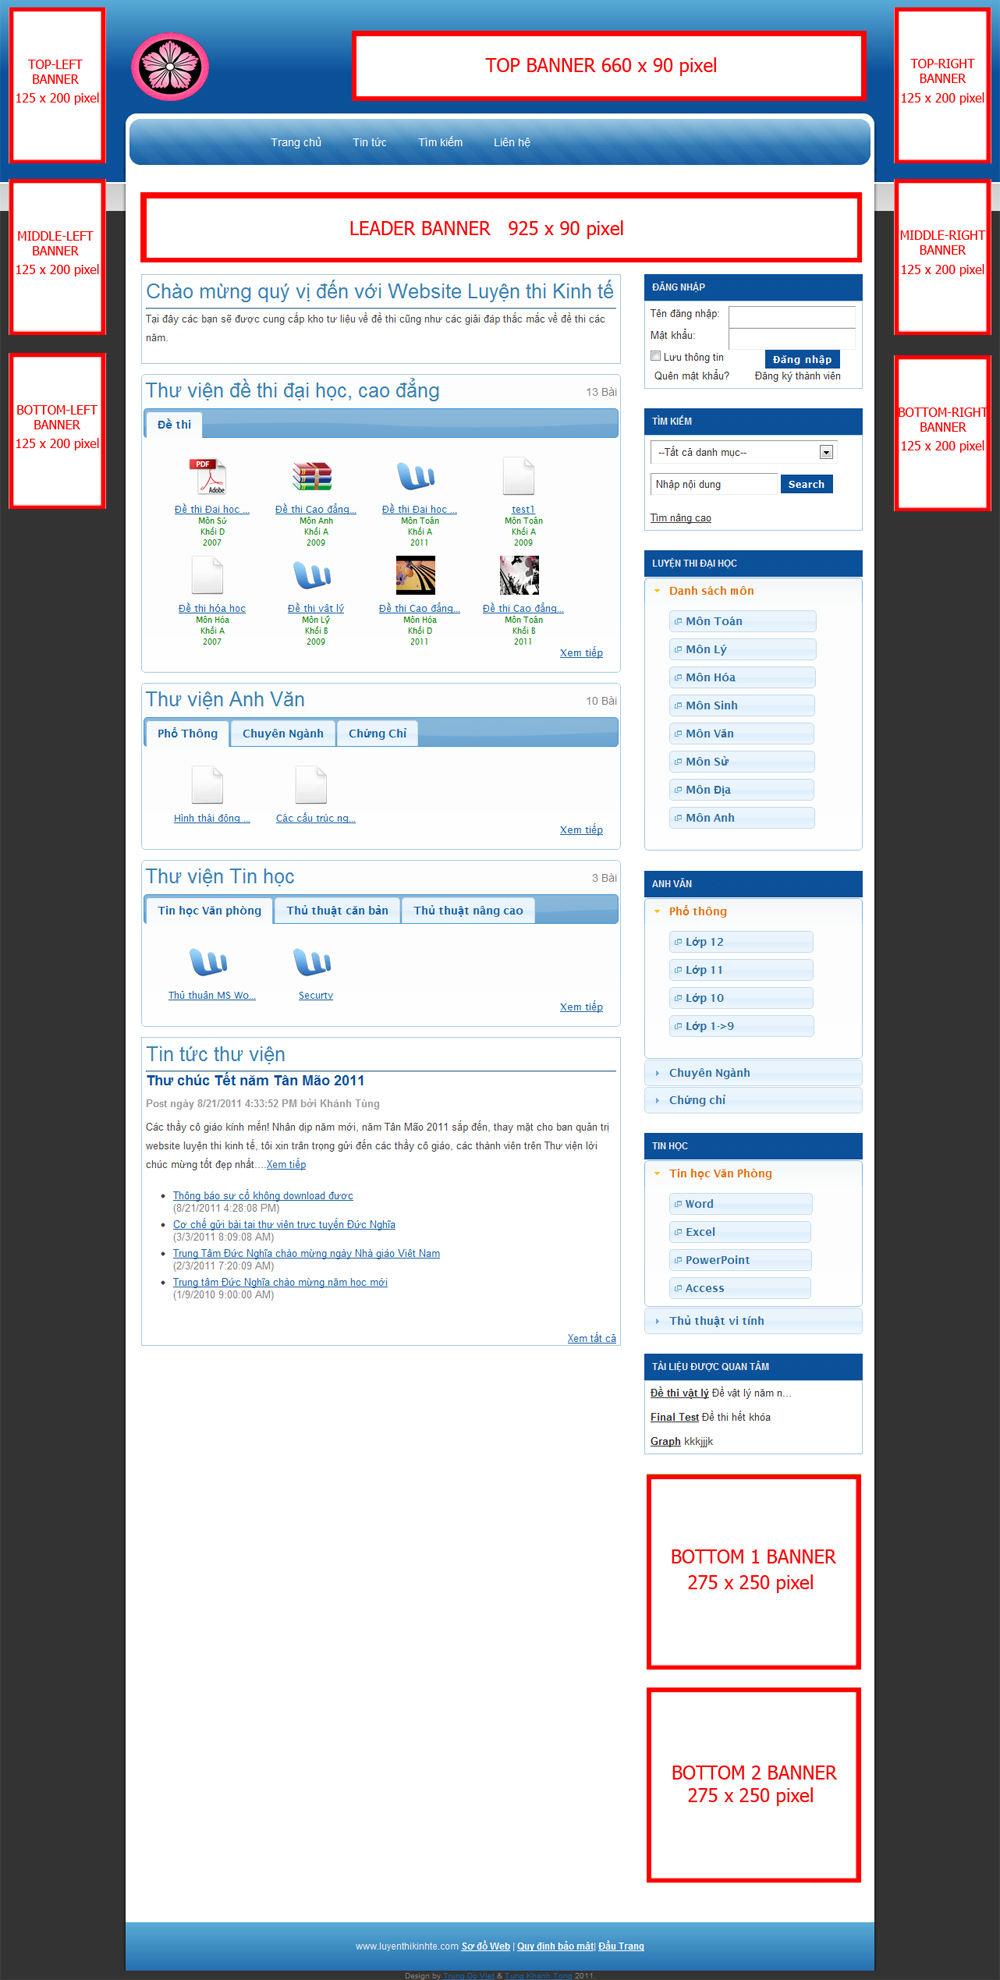 TOP-LEFT
BANNER
125 x 200 pixel
TOP BANNER 660 x 90 pixel
TOP-RIGHT
BANNER
125 x 200 pixel
Trang chủ Tin tức Tìm kiếm Liên hệ
MIDDLE-LEFT
BANNER
125 x 200 pixel
LEADER BANNER 925 x 90 pixel
MIDDLE-RIGHT
BANNER
125 x 200 pixel
BOTTOM-LEFT
BANNER
125 x 200 pixel
BOTTOM-RIGHT
BANNER
125 x 200 pixel
Chào mừng quý vị đến với Website Luyện thi Kinh tế
Tại đây các bạn sẽ được cung cấp kho tư liệu về đề thi cũng như các giải đáp thắc mắc về đề thi các
năm.
Thư viện đề thi đại học, cao đẳng 13 Bài
Đề thi
PDF
Adobe
Đề thi Đại học ... Đề thi Cao đẳng... Đề thi Đại học ... test1
Môn Sử Môn Anh Môn Toán Môn Toán
Khối D Khối A Khối A Khối A
2007 2009 2011 2009
Đề thi hóa học Đề thi vật lý Đề thi Cao đẳng... Đề thi Cao đẳng...
Môn Hóa Môn Lý Môn Hóa Môn Toán
Khối A Khối B Khối D Khối B
2007 2009 2011 2011
Xem tiếp
Thư viện Anh Văn 10 Bài
Phổ Thông Chuyên Ngành Chứng Chỉ
Hình thái động ... Các cấu trúc ng...
Xem tiếp
Thư viện Tin học 3 Bài
Tin học Văn phòng Thủ thuật căn bản Thủ thuật nâng cao
Thủ thuân MS Wo... Securty
Xem tiếp
Tin tức thư viện
Thư chúc Tết năm Tân Mão 2011
Post ngày 8/21/2011 4:33:52 PM bởi Khánh Tùng
Các thầy cô giáo kính mến! Nhân dịp năm mới, năm Tân Mão 2011 sắp đến, thay mặt cho ban quản trị
website luyện thi kinh tế, tôi xin trân trọng gửi đến các thầy cô giáo, các thành viên trên Thư viện lời
chúc mừng tốt đẹp nhất....Xem tiếp
Thông báo sự cố không download được
(8/21/2011 4:28:08 PM)
Cơ chế gửi bài tại thư viện trực tuyến Đức Nghĩa
(3/3/2011 8:09:08 AM)
Trung Tâm Đức Nghĩa chào mừng ngày Nhà giáo Việt Nam
(2/3/2011 7:20:09 AM)
Trung tâm Đức Nghĩa chào mừng năm học mới
(1/9/2010 9:00:00 AM)
Xem tất cả
ĐĂNG NHẬP
Tên đăng nhập:
Mật khẩu:
Lưu thông tin Đăng nhập
Quên mật khẩu? Đăng ký thành viên
TÌM KIẾM
--Tất cả danh mục--
Nhập nội dung Search
Tìm nâng cao
LUYỆN THI ĐẠI HỌC
Danh sách môn
Môn Toán
Môn Lý
Môn Hóa
Môn Sinh
Môn Văn
Môn Sử
Môn Địa
Môn Anh
ANH VĂN
Phổ thông
Lớp 12
Lớp 11
Lớp 10
Lớp 1->9
Chuyên Ngành
Chứng chỉ
TIN HỌC
Tin học Văn Phòng
Word
Excel
PowerPoint
Access
Thủ thuật vi tính
TÀI LIỆU ĐƯỢC QUAN TÂM
Đề thi vật lý Đề vật lý năm n...
Final Test Đề thi hết khóa
Graph kkkjjjk
BOTTOM 1 BANNER
275 x 250 pixel
BOTTOM 2 BANNER
275 x 250 pixel
www.luyenthikinhte.com Sơ đồ Web | Quy định bảo mật| Đầu Trang
Design by Trung Do Viet & Tung Khanh Tong 2011.